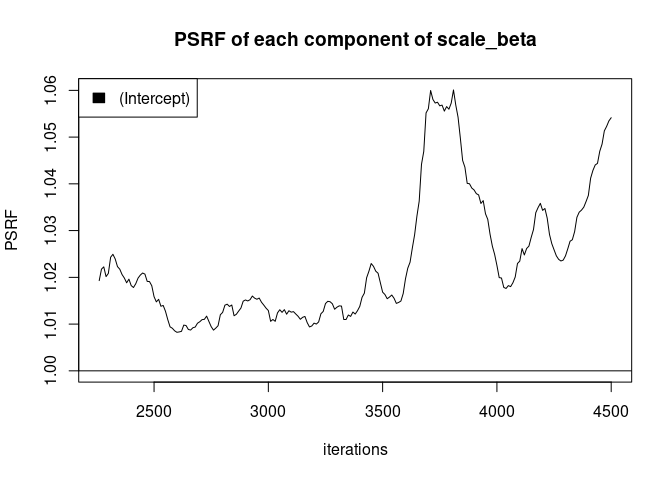 PSRF of each component of scale_beta
(Intercept)
PSRF
1.06
1.05
1.04
1.03
1.02
1.01
1.00
2500 3000 3500 4000 4500
iterations